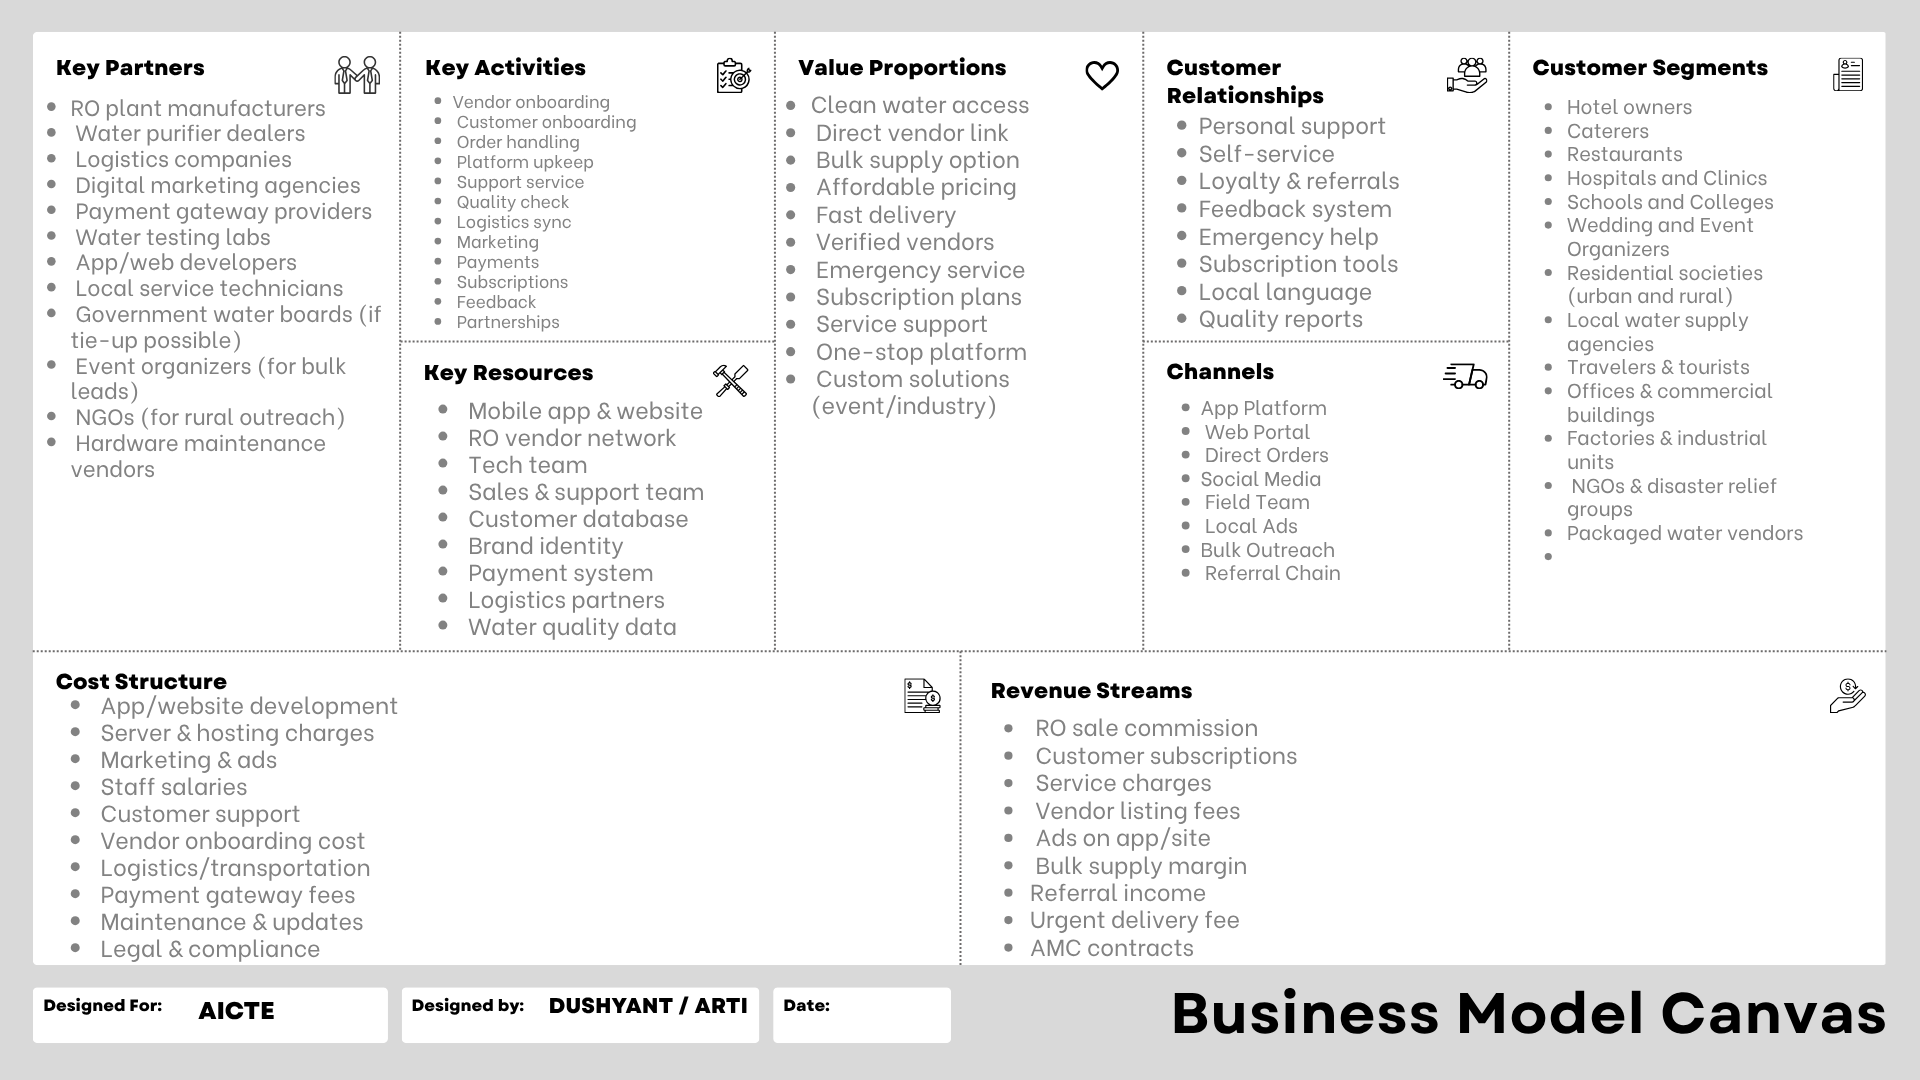 Key Partners
RO plant manufacturers
Water purifier dealers
Logistics companies
Digital marketing agencies
Payment gateway providers
Water testing labs
App/web developers
Local service technicians
Government water boards (if
tie-up possible)
Event organizers (for bulk
leads)
NGOs (for rural outreach)
Hardware maintenance
vendors
Key Activities
Vendor onboarding
Customer onboarding
Order handling
Platform upkeep
Support service
Quality check
Logistics sync
Marketing
Payments
Subscriptions
Feedback
Partnerships
Key Resources
Mobile app & website
RO vendor network
Tech team
Sales & support team
Customer database
Brand identity
Payment system
Logistics partners
Water quality data
Value Proportions
Clean water access
Direct vendor link
Bulk supply option
Affordable pricing
Fast delivery
Verified vendors
Emergency service
Subscription plans
Service support
One-stop platform
Custom solutions
(event/industry)
Customer
Relationships
Personal support
Self-service
Loyalty & referrals
Feedback system
Emergency help
Subscription tools
Local language
Quality reports
Channels
App Platform
Web Portal
Direct Orders
Social Media
Field Team
Local Ads
Bulk Outreach
Referral Chain
Customer Segments
Hotel owners
Caterers
Restaurants
Hospitals and Clinics
Schools and Colleges
Wedding and Event
Organizers
Residential societies
(urban and rural)
Local water supply
agencies
Travelers & tourists
Offices & commercial
buildings
Factories & industrial
units
NGOs & disaster relief
groups
Packaged water vendors
Cost Structure
App/website development
Server & hosting charges
Marketing & ads
Staff salaries
Customer support
Vendor onboarding cost
Logistics/transportation
Payment gateway fees
Maintenance & updates
Legal & compliance
Revenue Streams
RO sale commission
Customer subscriptions
Service charges
Vendor listing fees
Ads on app/site
Bulk supply margin
Referral income
Urgent delivery fee
AMC contracts
Designed For: AICTE
Designed by: DUSHYANT / ARTI
Date:
Business Model Canvas